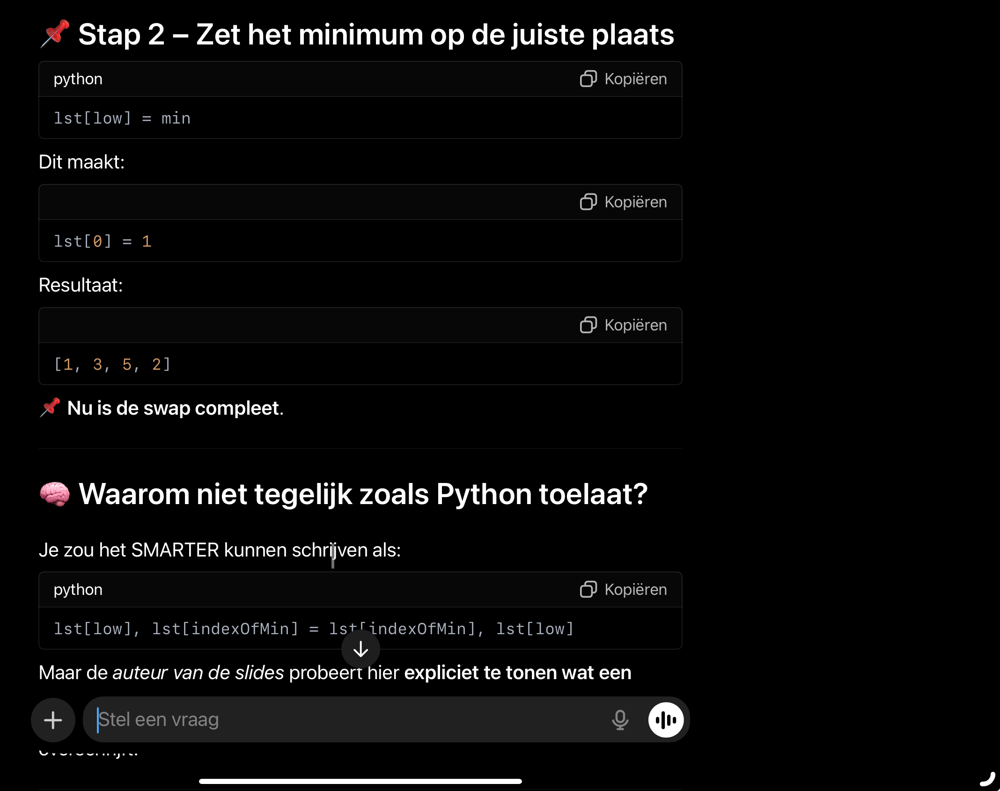 📌 Stap 2 – Zet het minimum op de juiste plaats
python
Kopiëren
lst[low] = min
Dit maakt:
Kopiëren
lst[0] = 1
Resultaat:
Kopiëren
[1, 3, 5, 2]
📌 Nu is de swap compleet.
🧠 Waarom niet tegelijk zoals Python toelaat?
Je zou het SMARTER kunnen schrijven als:
python
Kopiëren
lst[low], lst[indexOfMin] = lst[indexOfMin], lst[low]
Maar de auteur van de slides probeert hier expliciet te tonen wat een
Stel een vraag